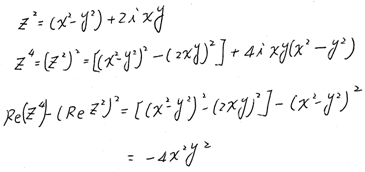 z² = (x² - y²) + 2ixy
z⁴ = (z²)² = [(x² - y²)² - (2xy)²] + 4ixy(x² - y²)
Re(z⁴) - (Re z²)² = [(x² - y²)² - (2xy)²] - (x² - y²)²
= -4x²y²